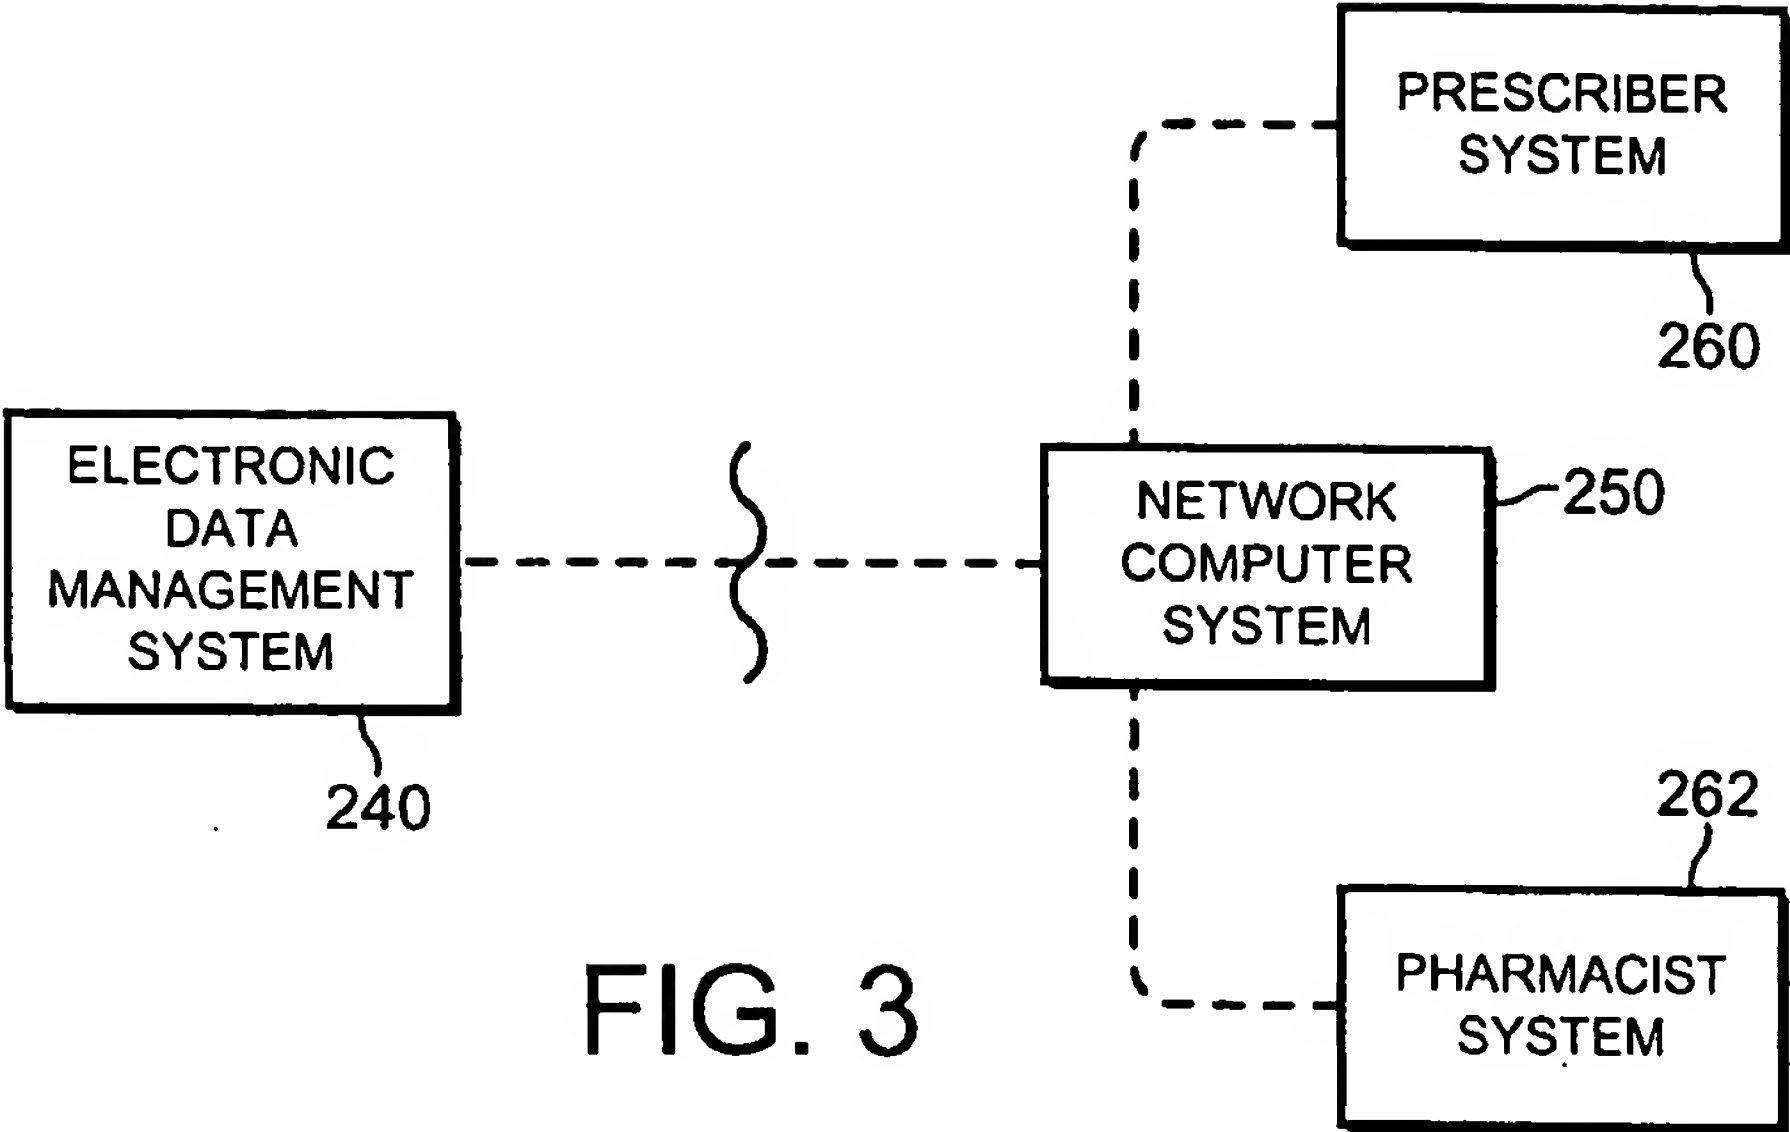 PRESCRIBER
SYSTEM
260
ELECTRONIC
DATA
MANAGEMENT
SYSTEM
240
NETWORK
COMPUTER
SYSTEM
250
262
PHARMACIST
SYSTEM
FIG. 3